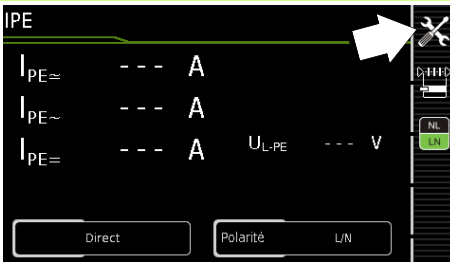 IPE
IPE≂ --- A
IPE~ --- A
IPE= --- A
UL-PE --- V
NL
LN
Direct
Polarité L/N